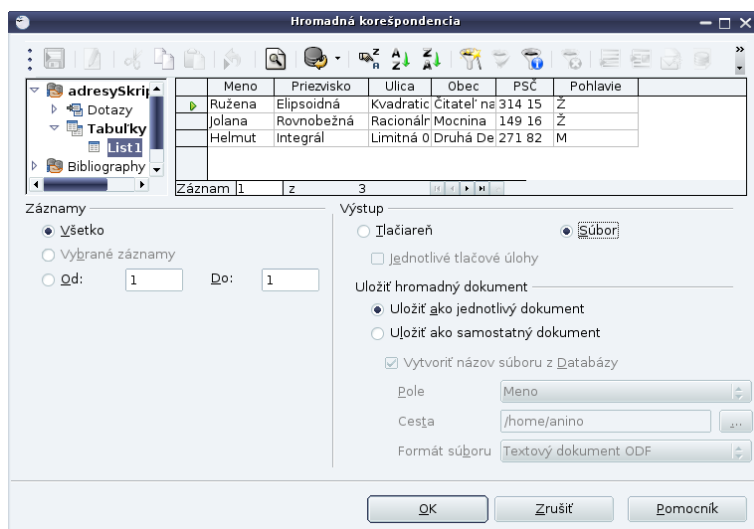 Hromadná korešpondencia
adresySkrip
Dotazy
Tabuľky
List1
Bibliography
Meno Priezvisko Ulica Obec PSČ Pohlavie
Ružena Elipsoidná Kvadratic Čitateľ na 314 15 Ž
Jolana Rovnobežná Racionáln Mocnina 149 16 Ž
Helmut Integrál Limitná 0 Druhá De 271 82 M
Záznam 1 z 3
Záznamy
Všetko
Vybrané záznamy
Od: 1 Do: 1
Výstup
Tlačiareň Súbor
Jednotlivé tlačové úlohy
Uložiť hromadný dokument
Uložiť ako jednotlivý dokument
Uložiť ako samostatný dokument
Vytvoriť názov súboru z Databázy
Pole Meno
Cesta /home/anino ...
Formát súboru Textový dokument ODF
OK Zrušiť Pomocník